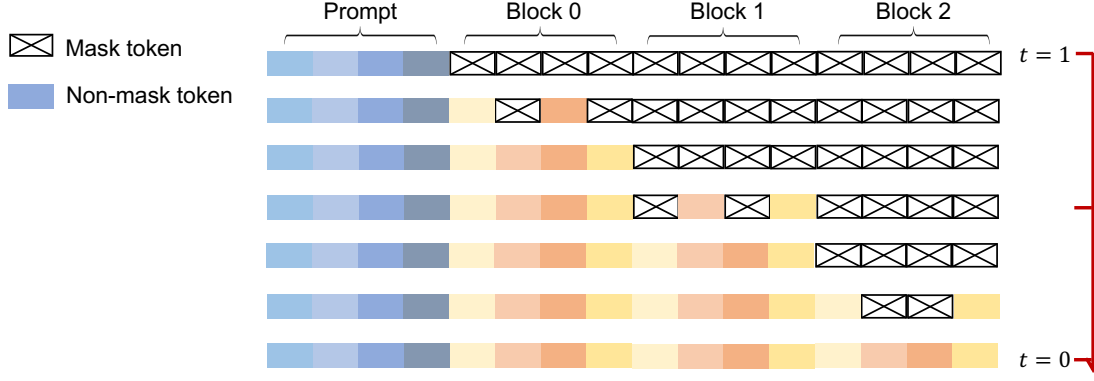 Prompt Block 0 Block 1 Block 2
Mask token
t = 1
Non-mask token
t = 0